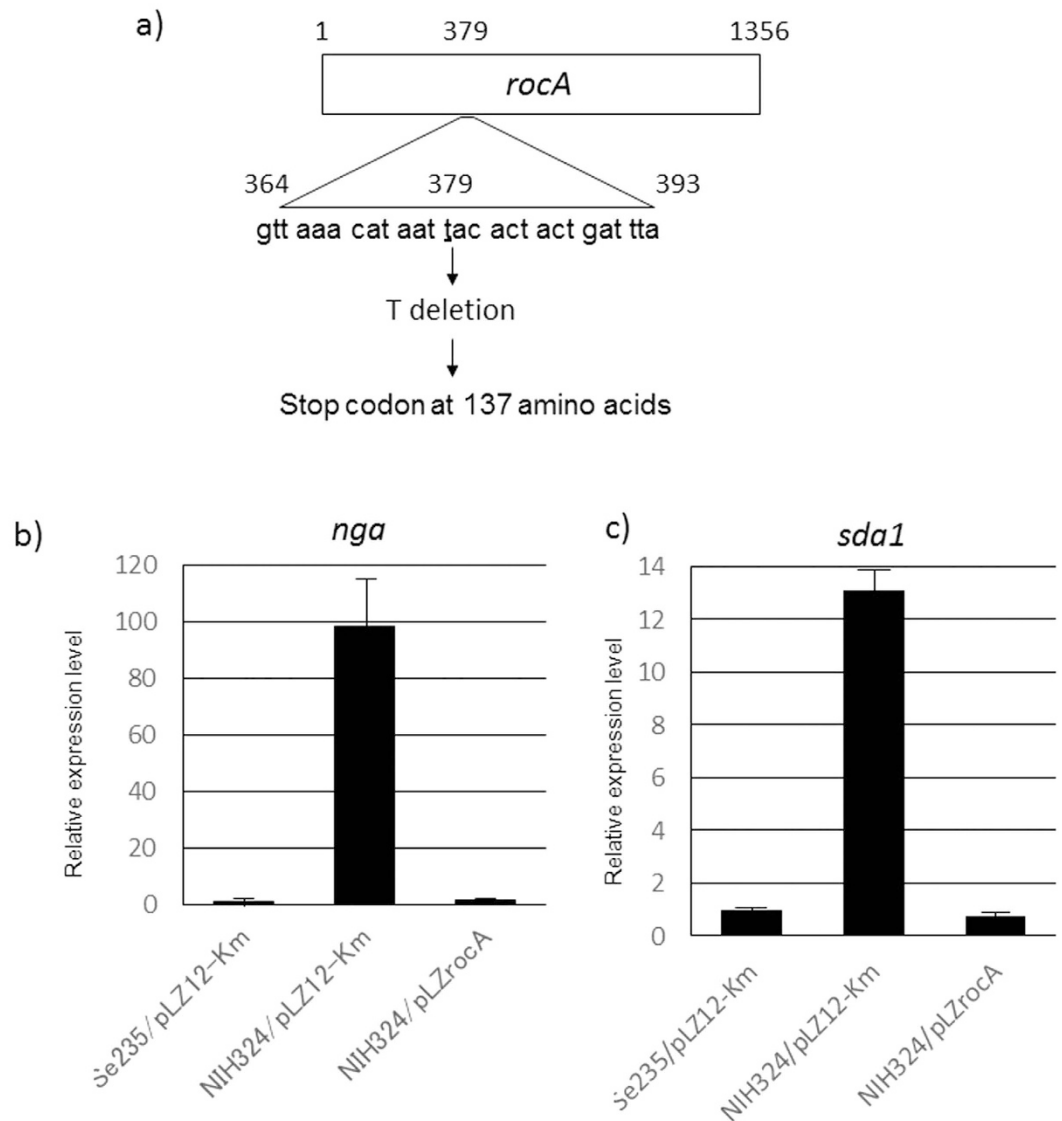 a)
1 379 1356
rocA
364 379 393
gtt aaa cat aat tac act act gat tta
T deletion
Stop codon at 137 amino acids
b)
nga
Relative expression level
120
100
80
60
40
20
0
Se235/pLZ12-Km
NIH324/pLZ12-Km
NIH324/pLZrocA
c)
sda1
Relative expression level
14
12
10
8
6
4
2
0
Se235/pLZ12-Km
NIH324/pLZ12-Km
NIH324/pLZrocA